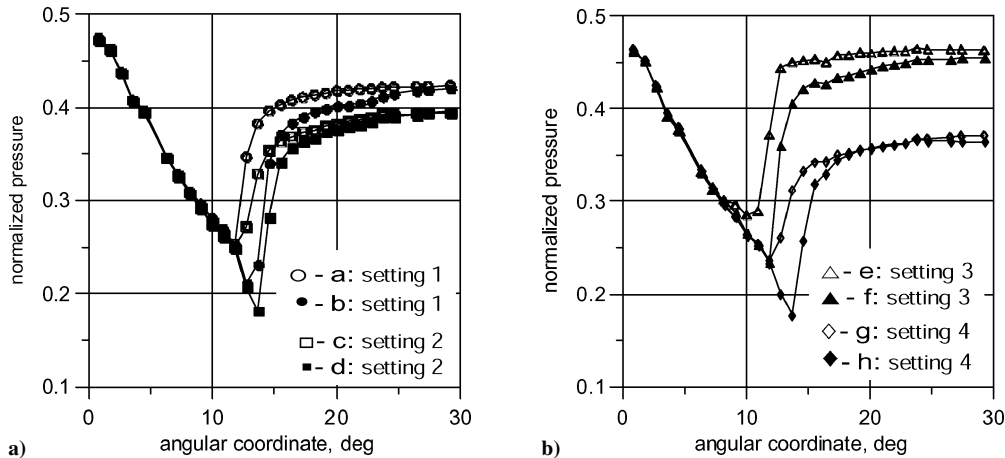 0.5
0.4
0.3
0.2
0.1
normalized pressure
- a: setting 1
- b: setting 1
- c: setting 2
- d: setting 2
0 10 20 30
angular coordinate, deg
a)
0.5
0.4
0.3
0.2
0.1
normalized pressure
- e: setting 3
- f: setting 3
- g: setting 4
- h: setting 4
0 10 20 30
angular coordinate, deg
b)